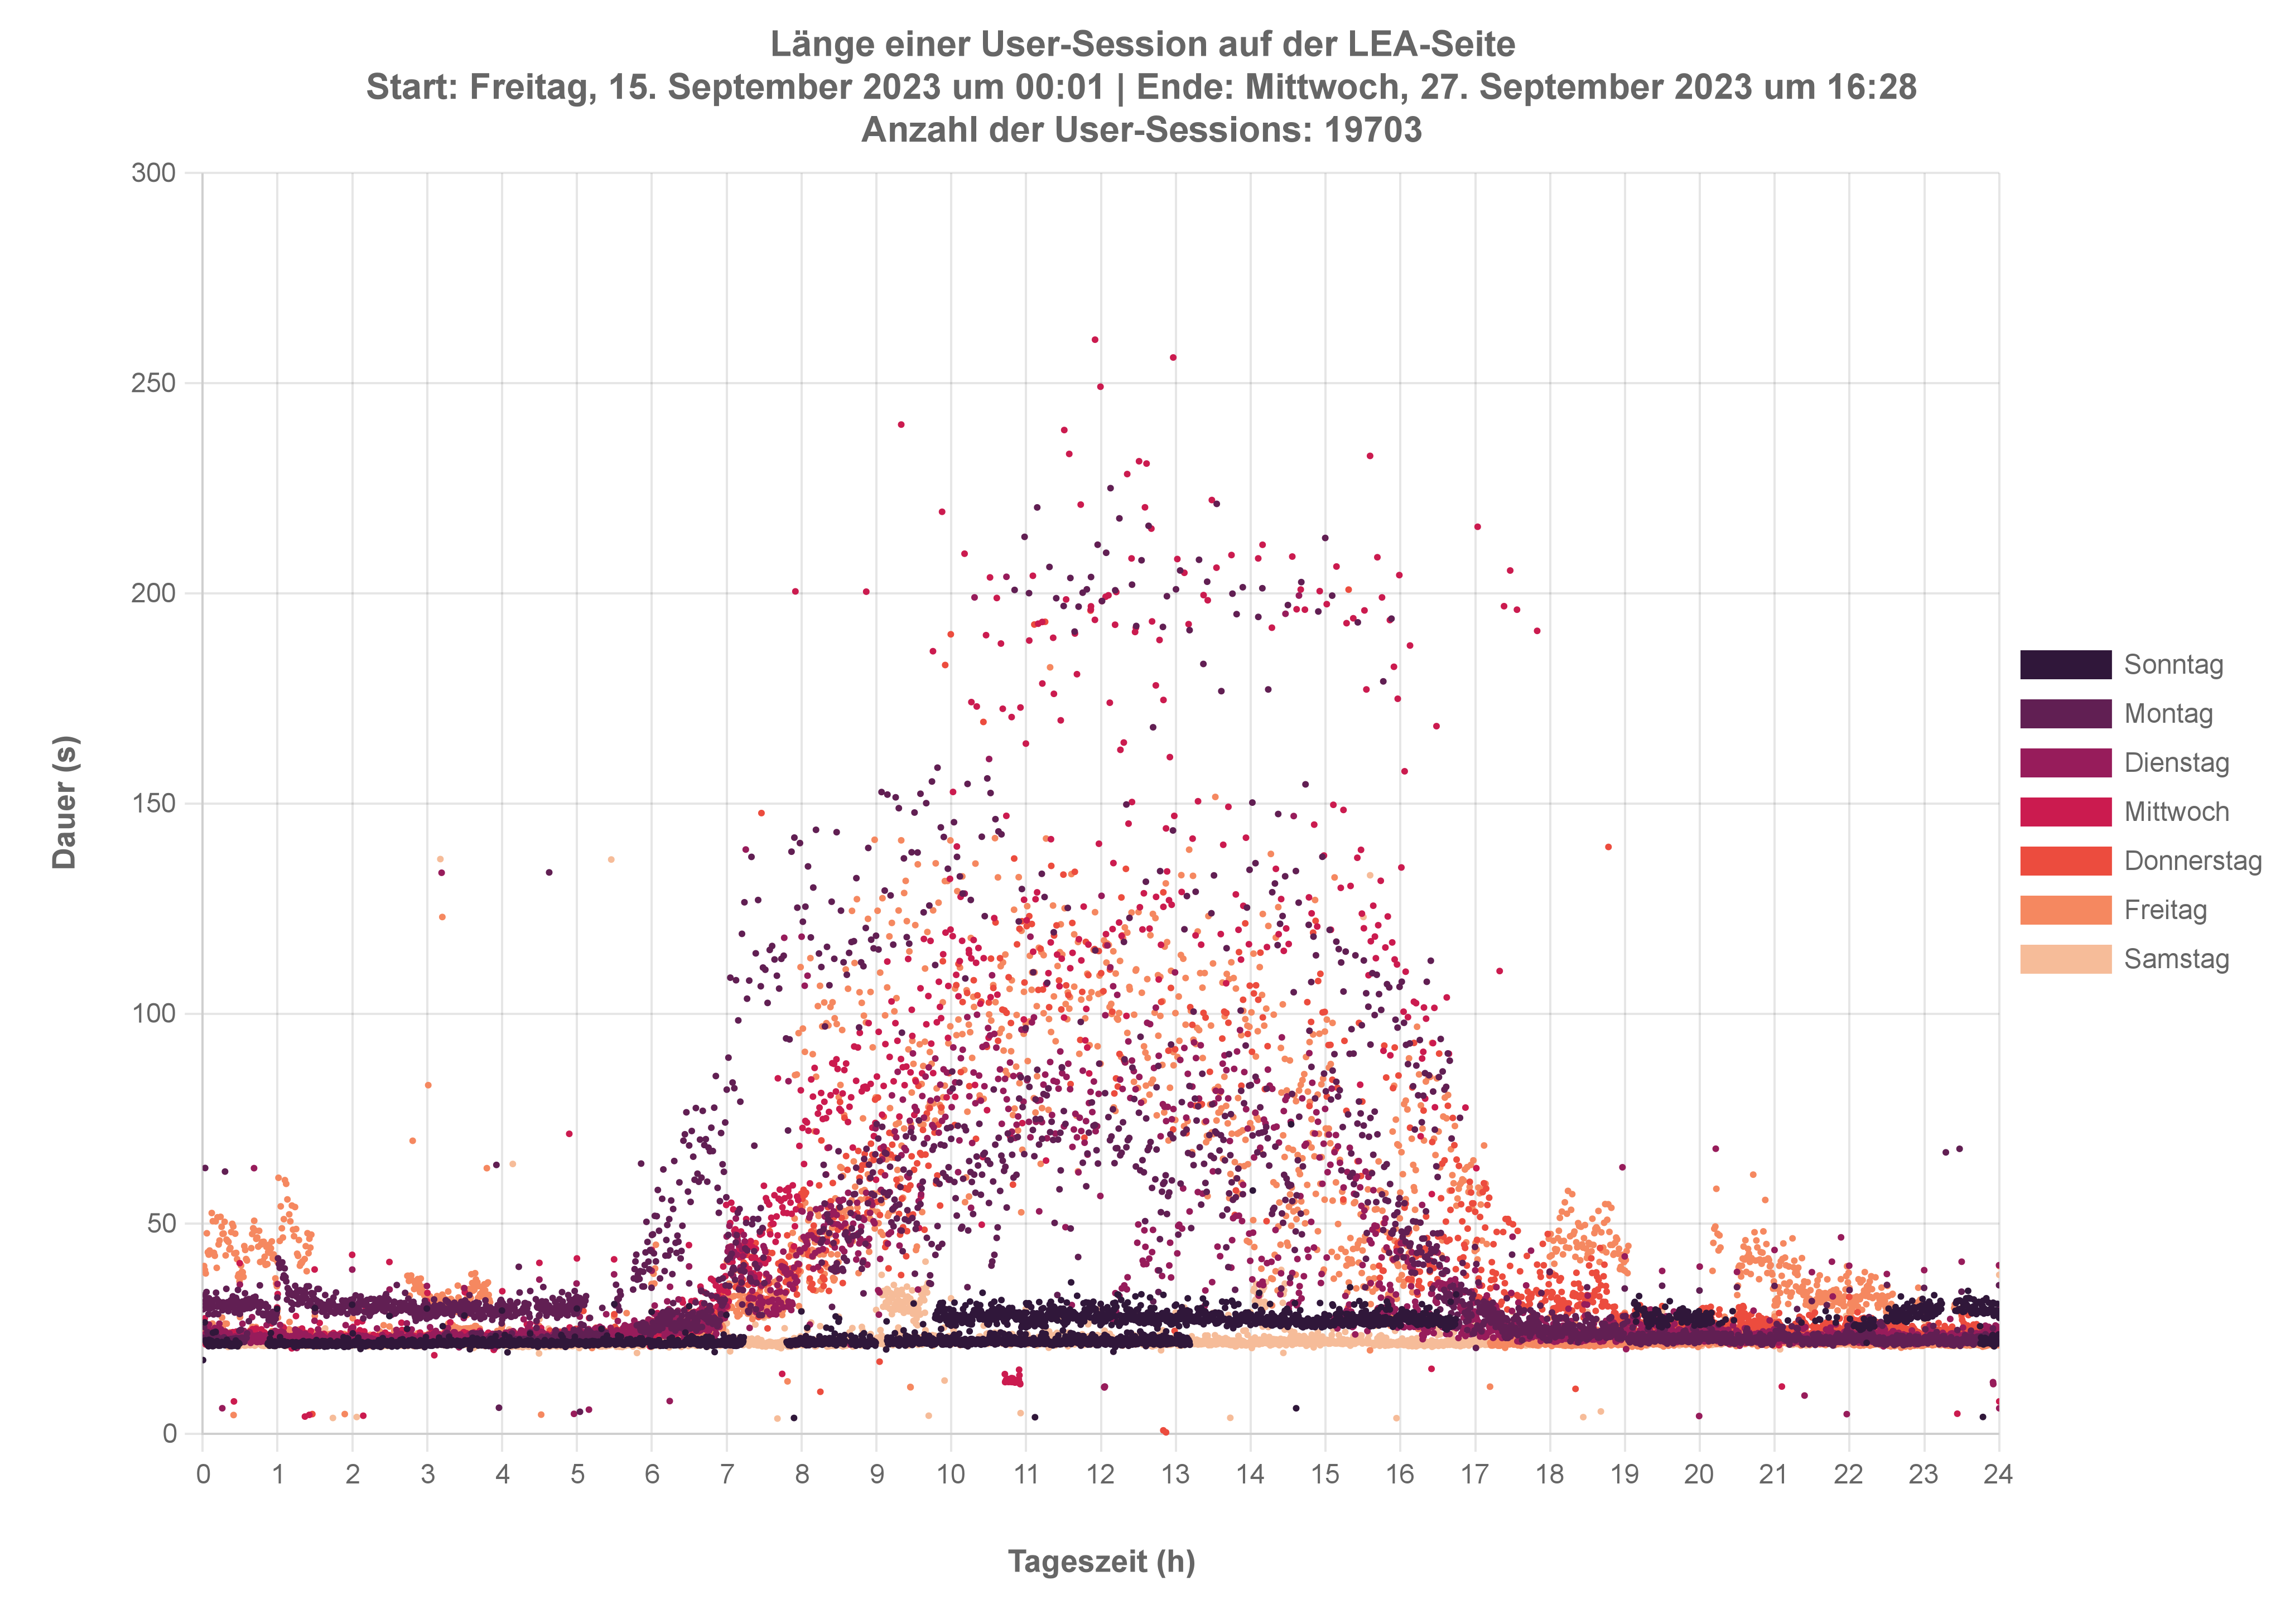 Länge einer User-Session auf der LEA-Seite
Start: Freitag, 15. September 2023 um 00:01 | Ende: Mittwoch, 27. September 2023 um 16:28
Anzahl der User-Sessions: 19703
300
250
200
150
100
50
0
Dauer (s)
0 1 2 3 4 5 6 7 8 9 10 11 12 13 14 15 16 17 18 19 20 21 22 23 24
Tageszeit (h)
Sonntag
Montag
Dienstag
Mittwoch
Donnerstag
Freitag
Samstag